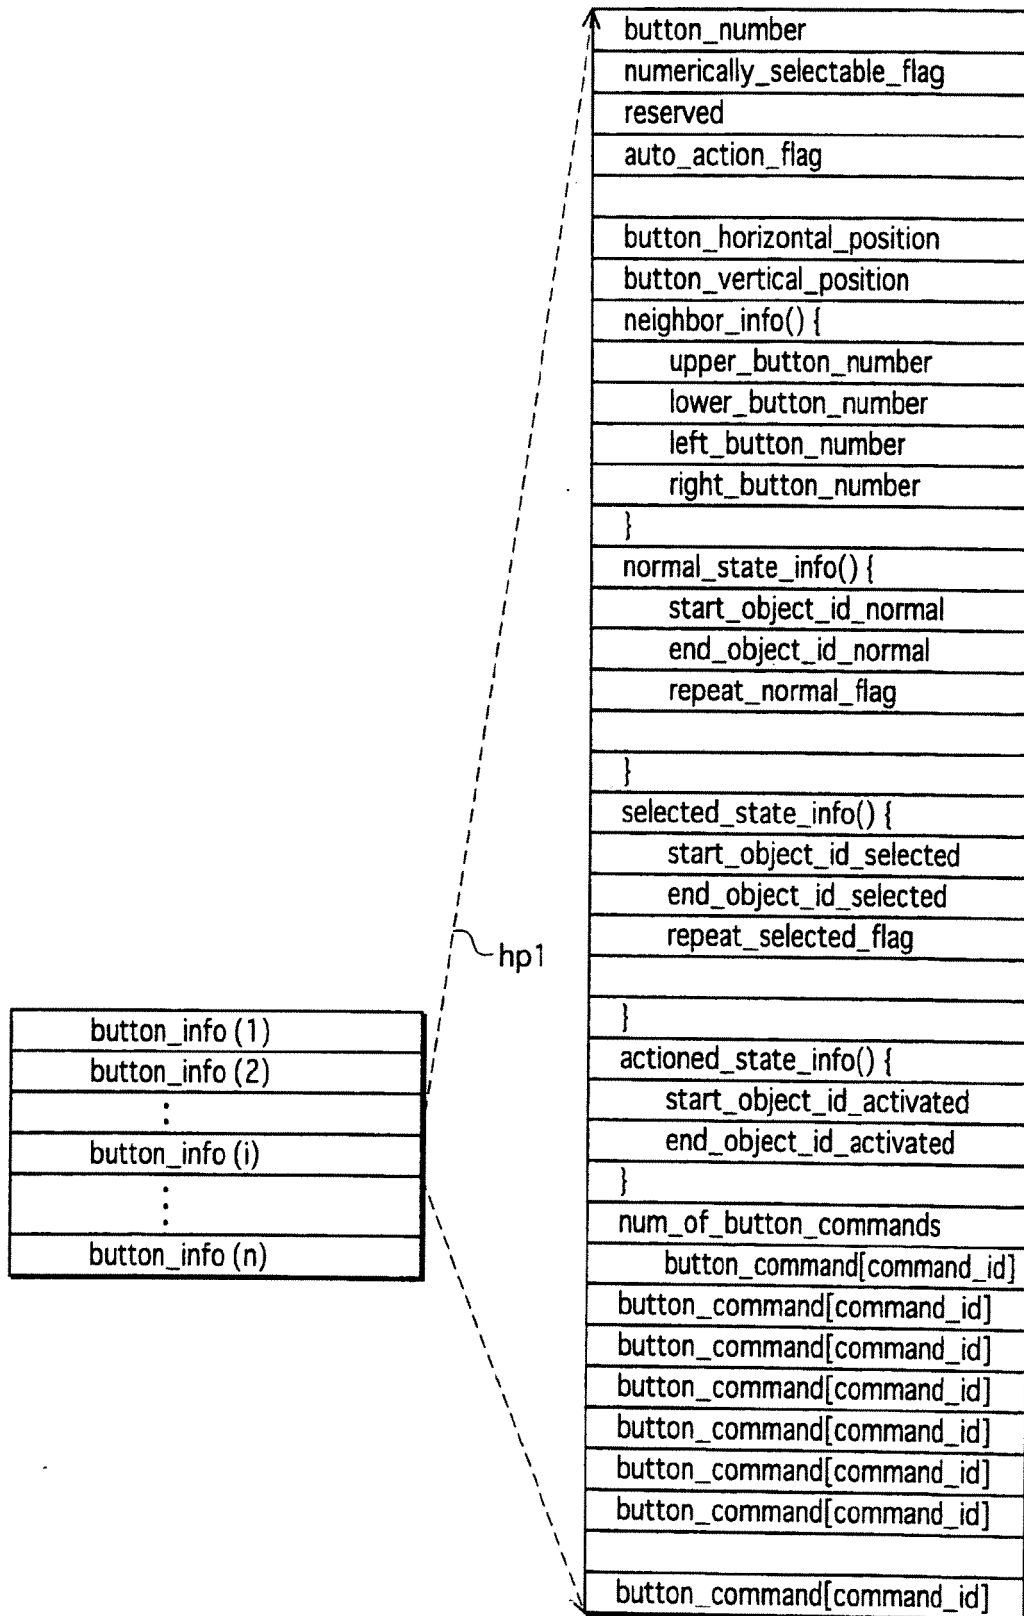 button_number
numerically_selectable_flag
reserved
auto_action_flag
button_horizontal_position
button_vertical_position
neighbor_info() {
upper_button_number
lower_button_number
left_button_number
right_button_number
}
normal_state_info() {
start_object_id_normal
end_object_id_normal
repeat_normal_flag
}
selected_state_info() {
start_object_id_selected
end_object_id_selected
repeat_selected_flag
}
actioned_state_info() {
start_object_id_activated
end_object_id_activated
}
num_of_button_commands
button_command[command_id]
button_command[command_id]
button_command[command_id]
button_command[command_id]
button_command[command_id]
button_command[command_id]
button_command[command_id]
button_command[command_id]
hp1
button_info (1)
button_info (2)
⋮
button_info (i)
⋮
button_info (n)